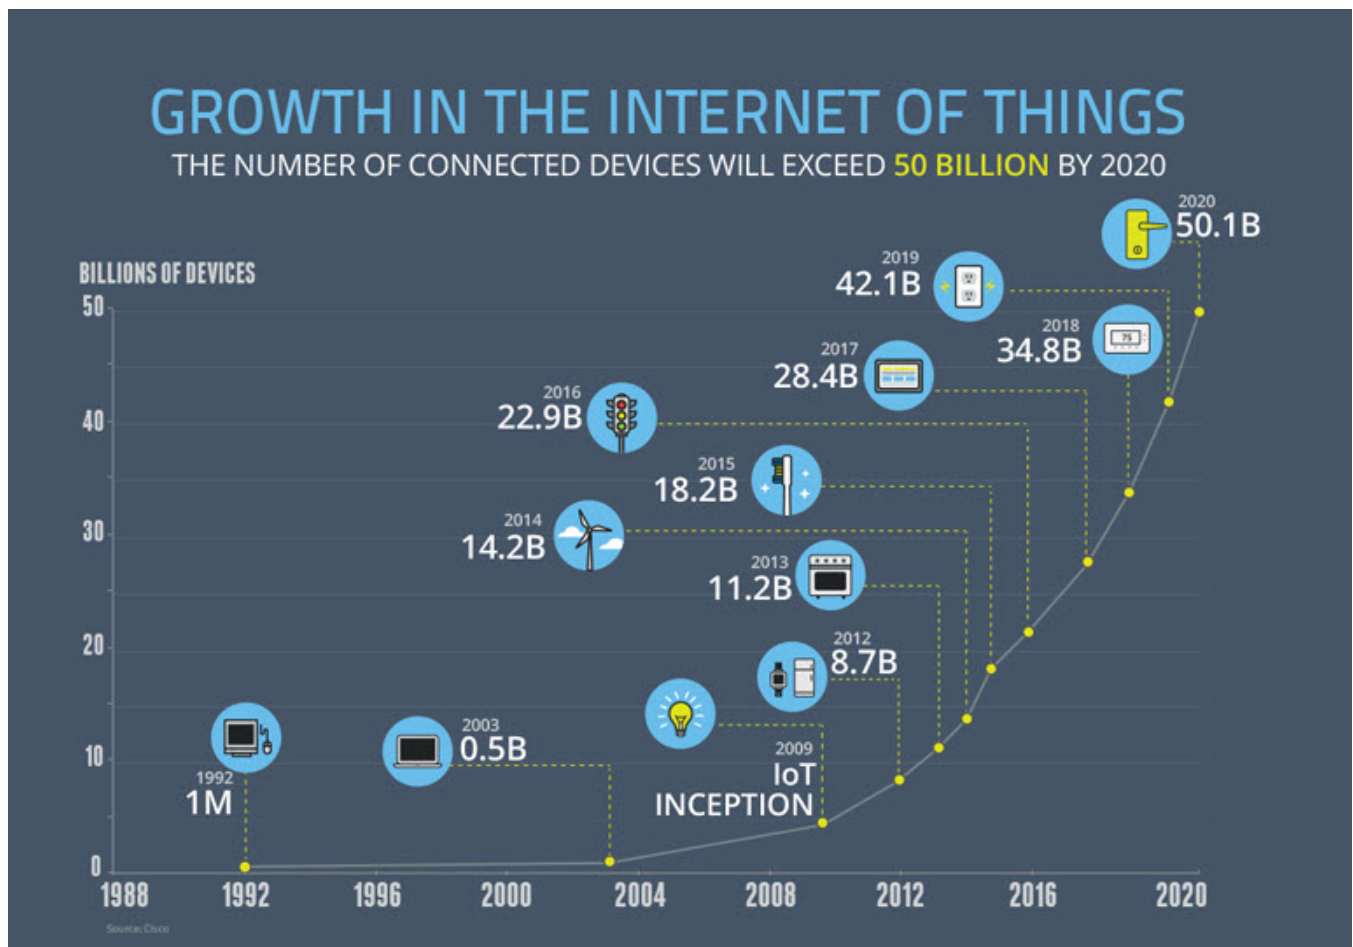 GROWTH IN THE INTERNET OF THINGS
THE NUMBER OF CONNECTED DEVICES WILL EXCEED 50 BILLION BY 2020
BILLIONS OF DEVICES
50
40
30
20
10
0
1988
1992
1996
2000
2004
2008
2012
2016
2020
1992
1M
2003
0.5B
2009
IoT
INCEPTION
2012
8.7B
2013
11.2B
2014
14.2B
2015
18.2B
2016
22.9B
2017
28.4B
2018
34.8B
75
2019
42.1B
2020
50.1B
Source: Cisco